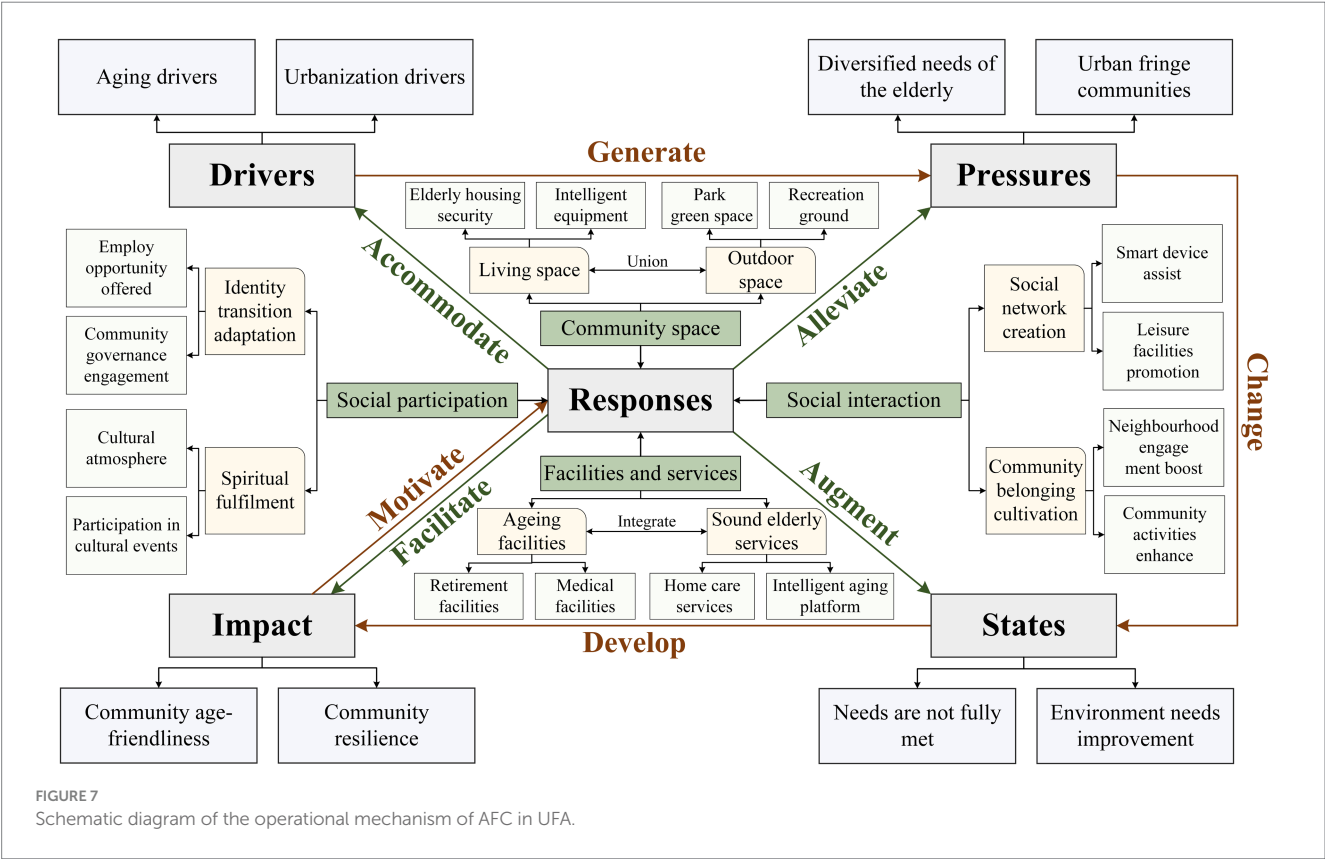 Aging drivers
Urbanization drivers
Diversified needs of
the elderly
Urban fringe
communities
Drivers
Generate
Pressures
Elderly housing
security
Intelligent
equipment
Park
green space
Recreation
ground
Living space
Union
Outdoor
space
Community space
Accommodate
Alleviate
Employ
opportunity
offered
Community
governance
engagement
Identity
transition
adaptation
Cultural
atmosphere
Participation in
cultural events
Spiritual
fulfilment
Social participation
Responses
Social interaction
Social
network
creation
Smart device
assist
Leisure
facilities
promotion
Community
belonging
cultivation
Neighbourhood
engage
ment boost
Community
activities
enhance
Change
Motivate
Facilitate
Augment
Facilities and services
Ageing
facilities
Integrate
Sound elderly
services
Retirement
facilities
Medical
facilities
Home care
services
Intelligent aging
platform
Impact
Develop
States
Community age-
friendliness
Community
resilience
Needs are not fully
met
Environment needs
improvement
FIGURE 7
Schematic diagram of the operational mechanism of AFC in UFA.